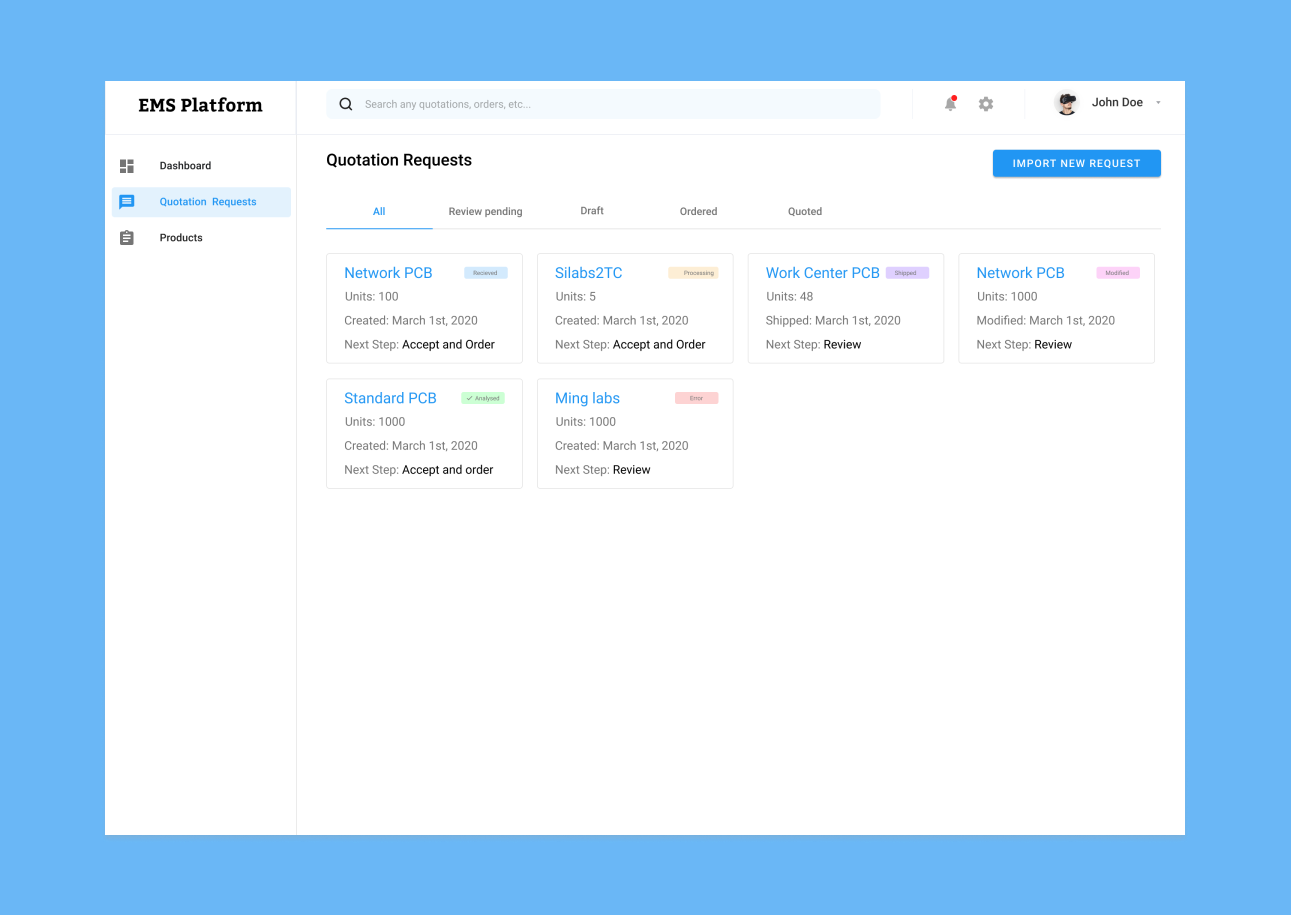 EMS Platform
Search any quotations, orders, etc...
John Doe
Dashboard
Quotation Requests
Products
Quotation Requests
IMPORT NEW REQUEST
All
Review pending
Draft
Ordered
Quoted
Network PCB
Recieved
Units: 100
Created: March 1st, 2020
Next Step: Accept and Order
Silabs2TC
Processing
Units: 5
Created: March 1st, 2020
Next Step: Accept and Order
Work Center PCB
Shipped
Units: 48
Shipped: March 1st, 2020
Next Step: Review
Network PCB
Modified
Units: 1000
Modified: March 1st, 2020
Next Step: Review
Standard PCB
Analysed
Units: 1000
Created: March 1st, 2020
Next Step: Accept and order
Ming labs
Error
Units: 1000
Created: March 1st, 2020
Next Step: Review